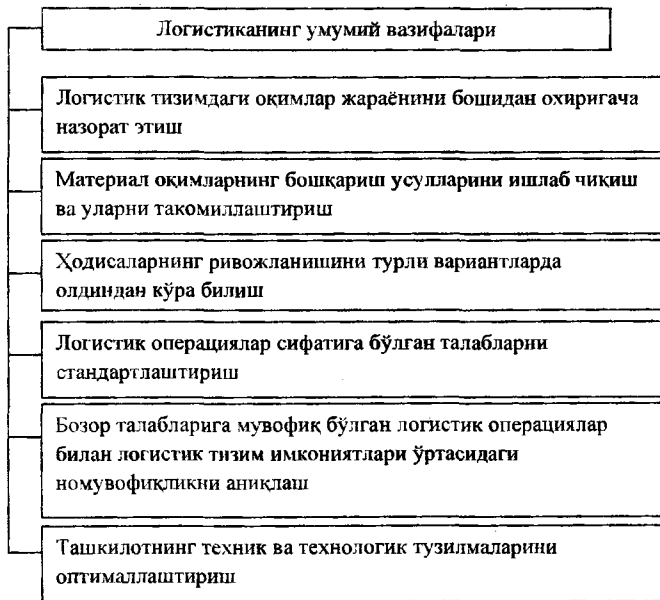 Логистиканинг умумий вазифалари
Логистик тизимдаги оқимлар жараёнини бошидан охиригача
назорат этиш
Материал оқимларнинг бошқариш усулларини ишлаб чиқиш
ва уларни такомиллаштириш
Ҳодисаларнинг ривожланишини турли вариантларда
олдиндан кўра билиш
Логистик операциялар сифатига бўлган талабларни
стандартлаштириш
Бозор талабларига мувофиқ бўлган логистик операциялар
билан логистик тизим имкониятлари ўртасидаги
номувофиқликни аниқлаш
Ташкилотнинг техник ва технологик тузилмаларини
оптималлаштириш